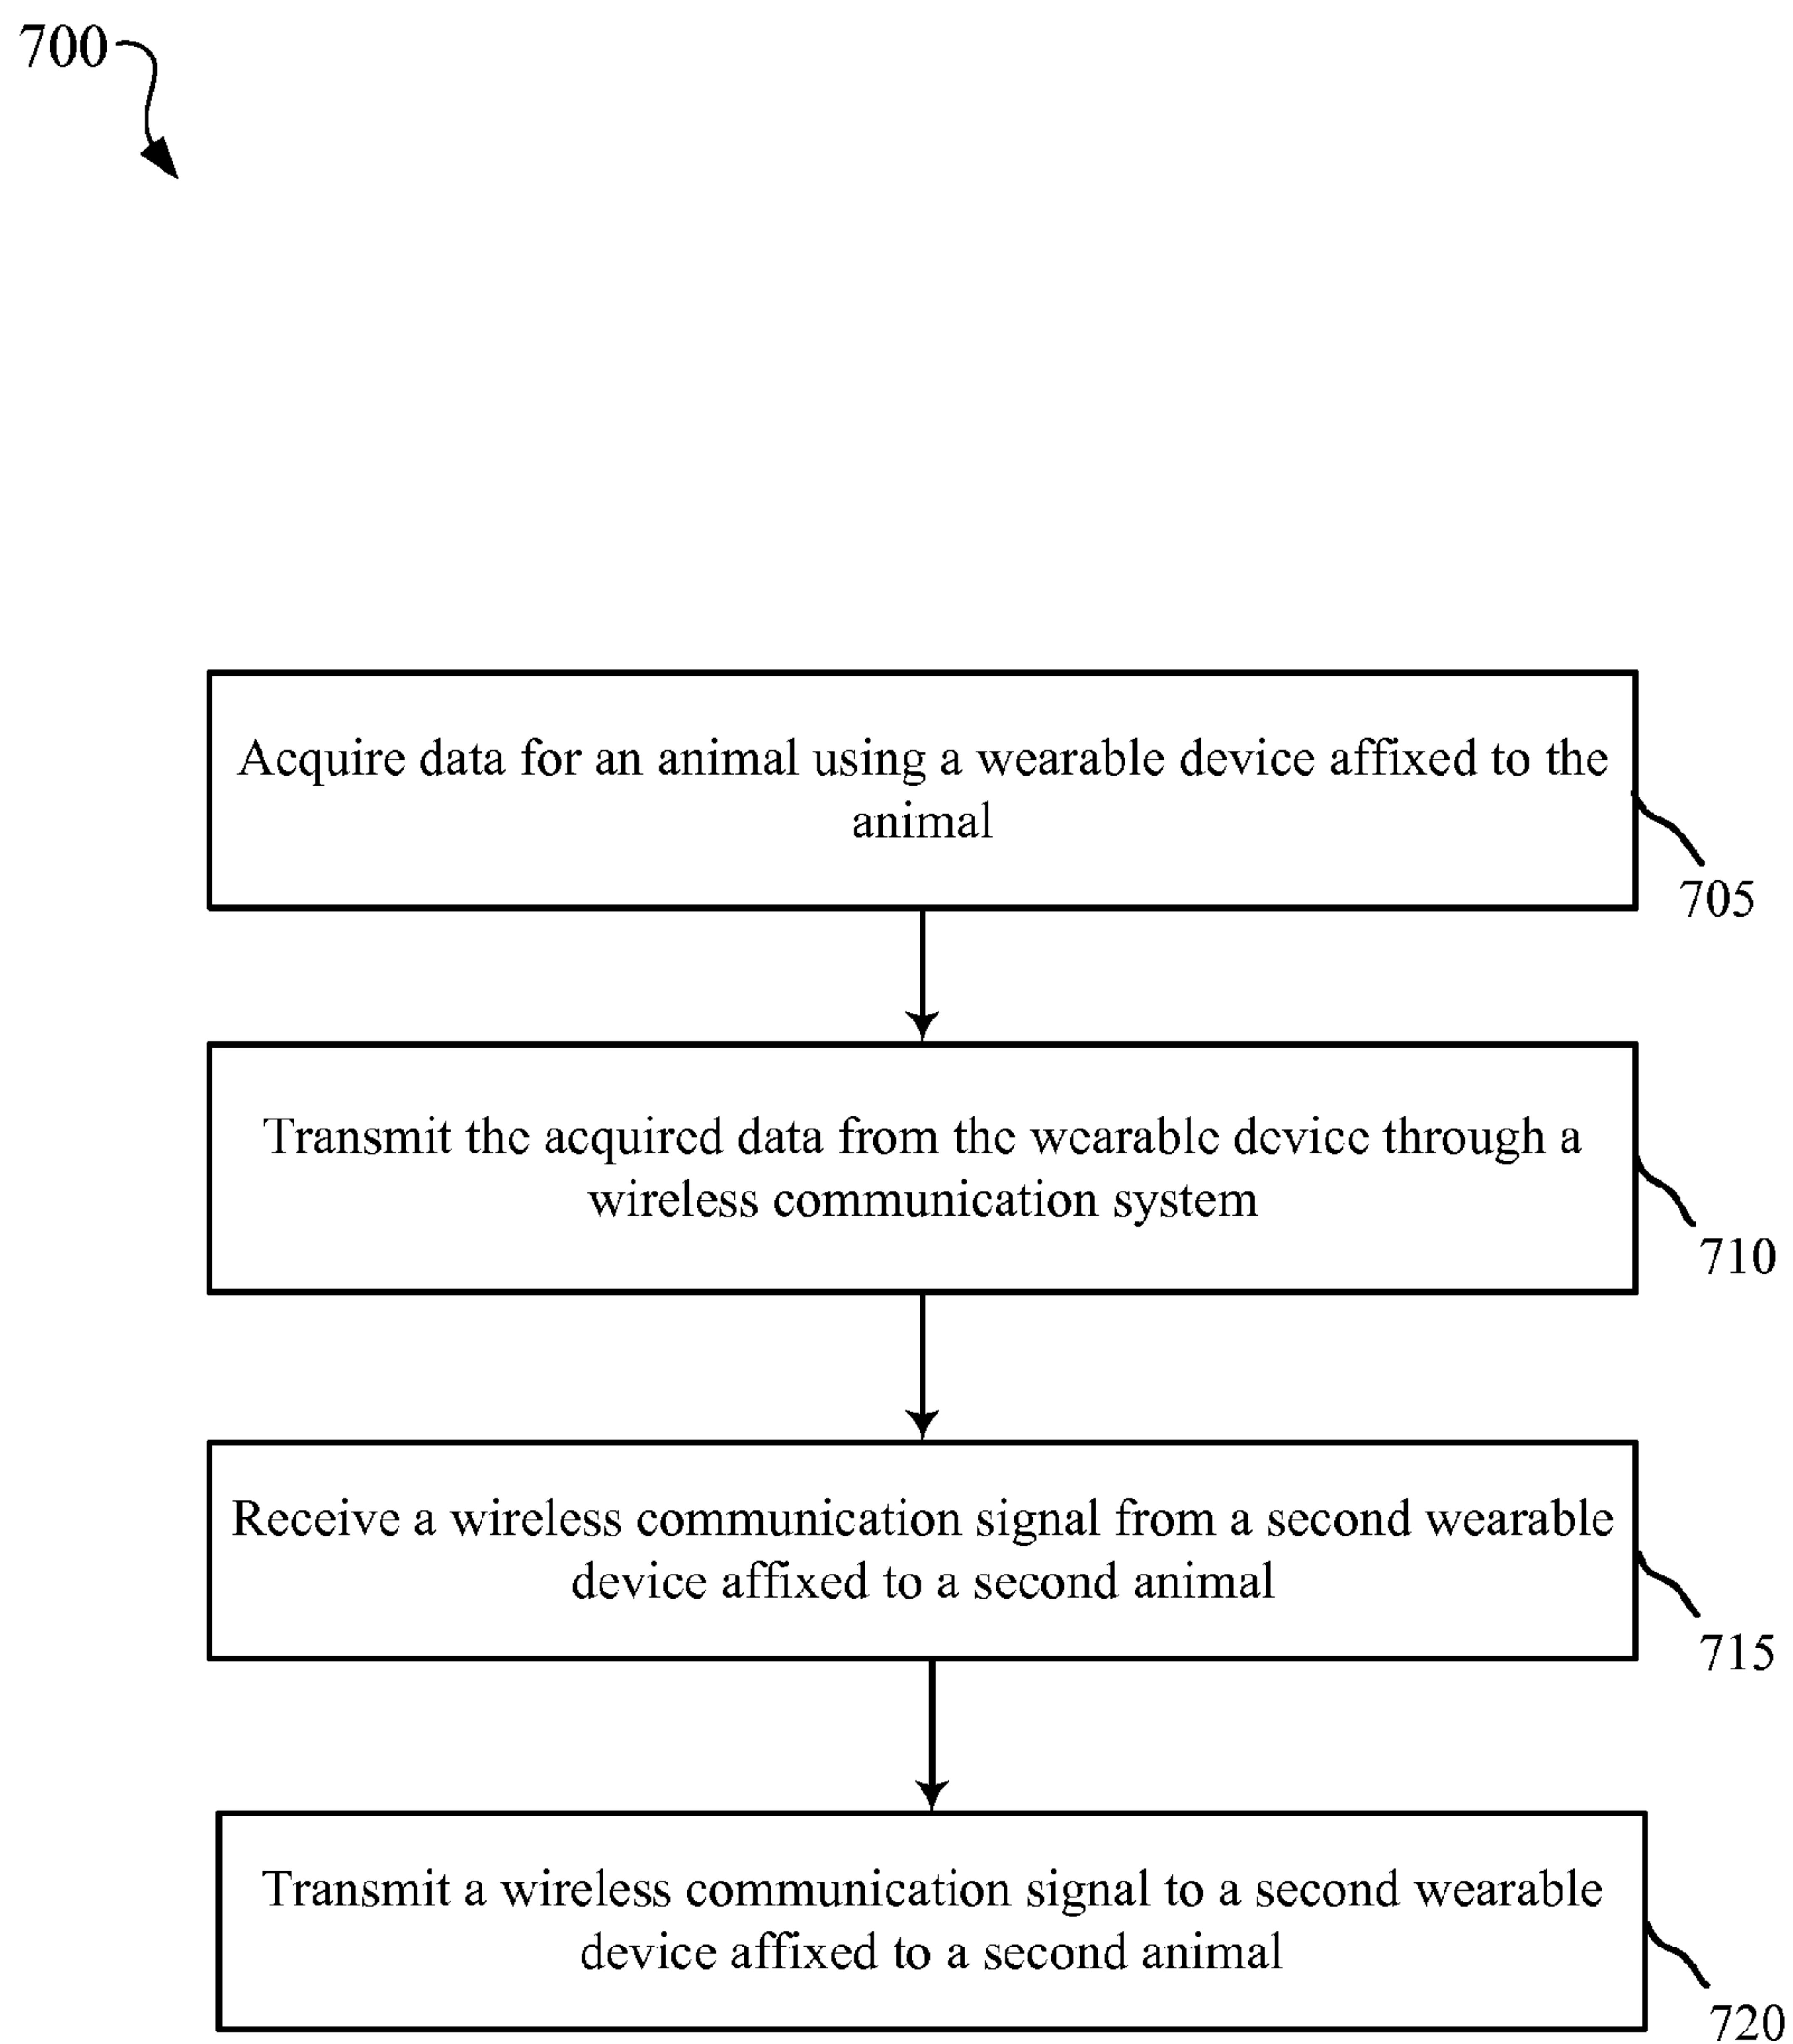 700
Acquire data for an animal using a wearable device affixed to the
animal
705
Transmit the acquired data from the wearable device through a
wireless communication system
710
Receive a wireless communication signal from a second wearable
device affixed to a second animal
715
Transmit a wireless communication signal to a second wearable
device affixed to a second animal
720